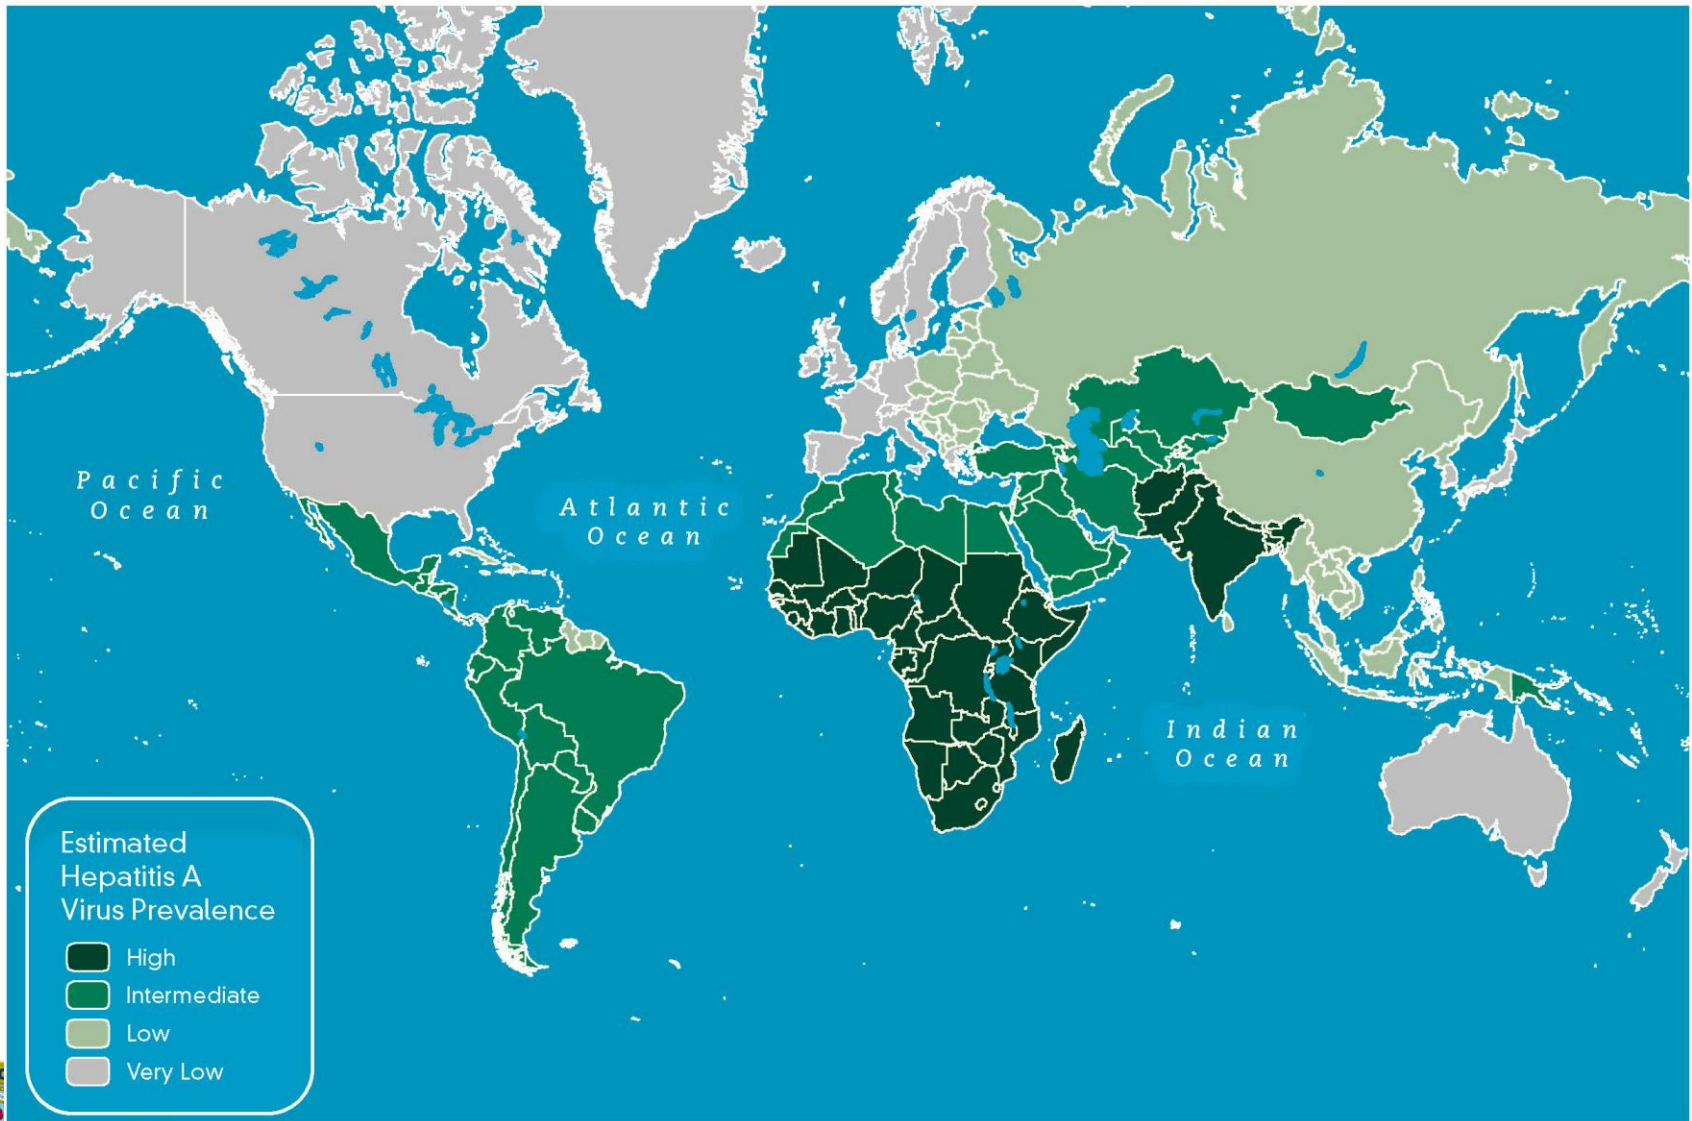 Pacific
Ocean
Atlantic
Ocean
Indian
Ocean
Estimated
Hepatitis A
Virus Prevalence
High
Intermediate
Low
Very Low